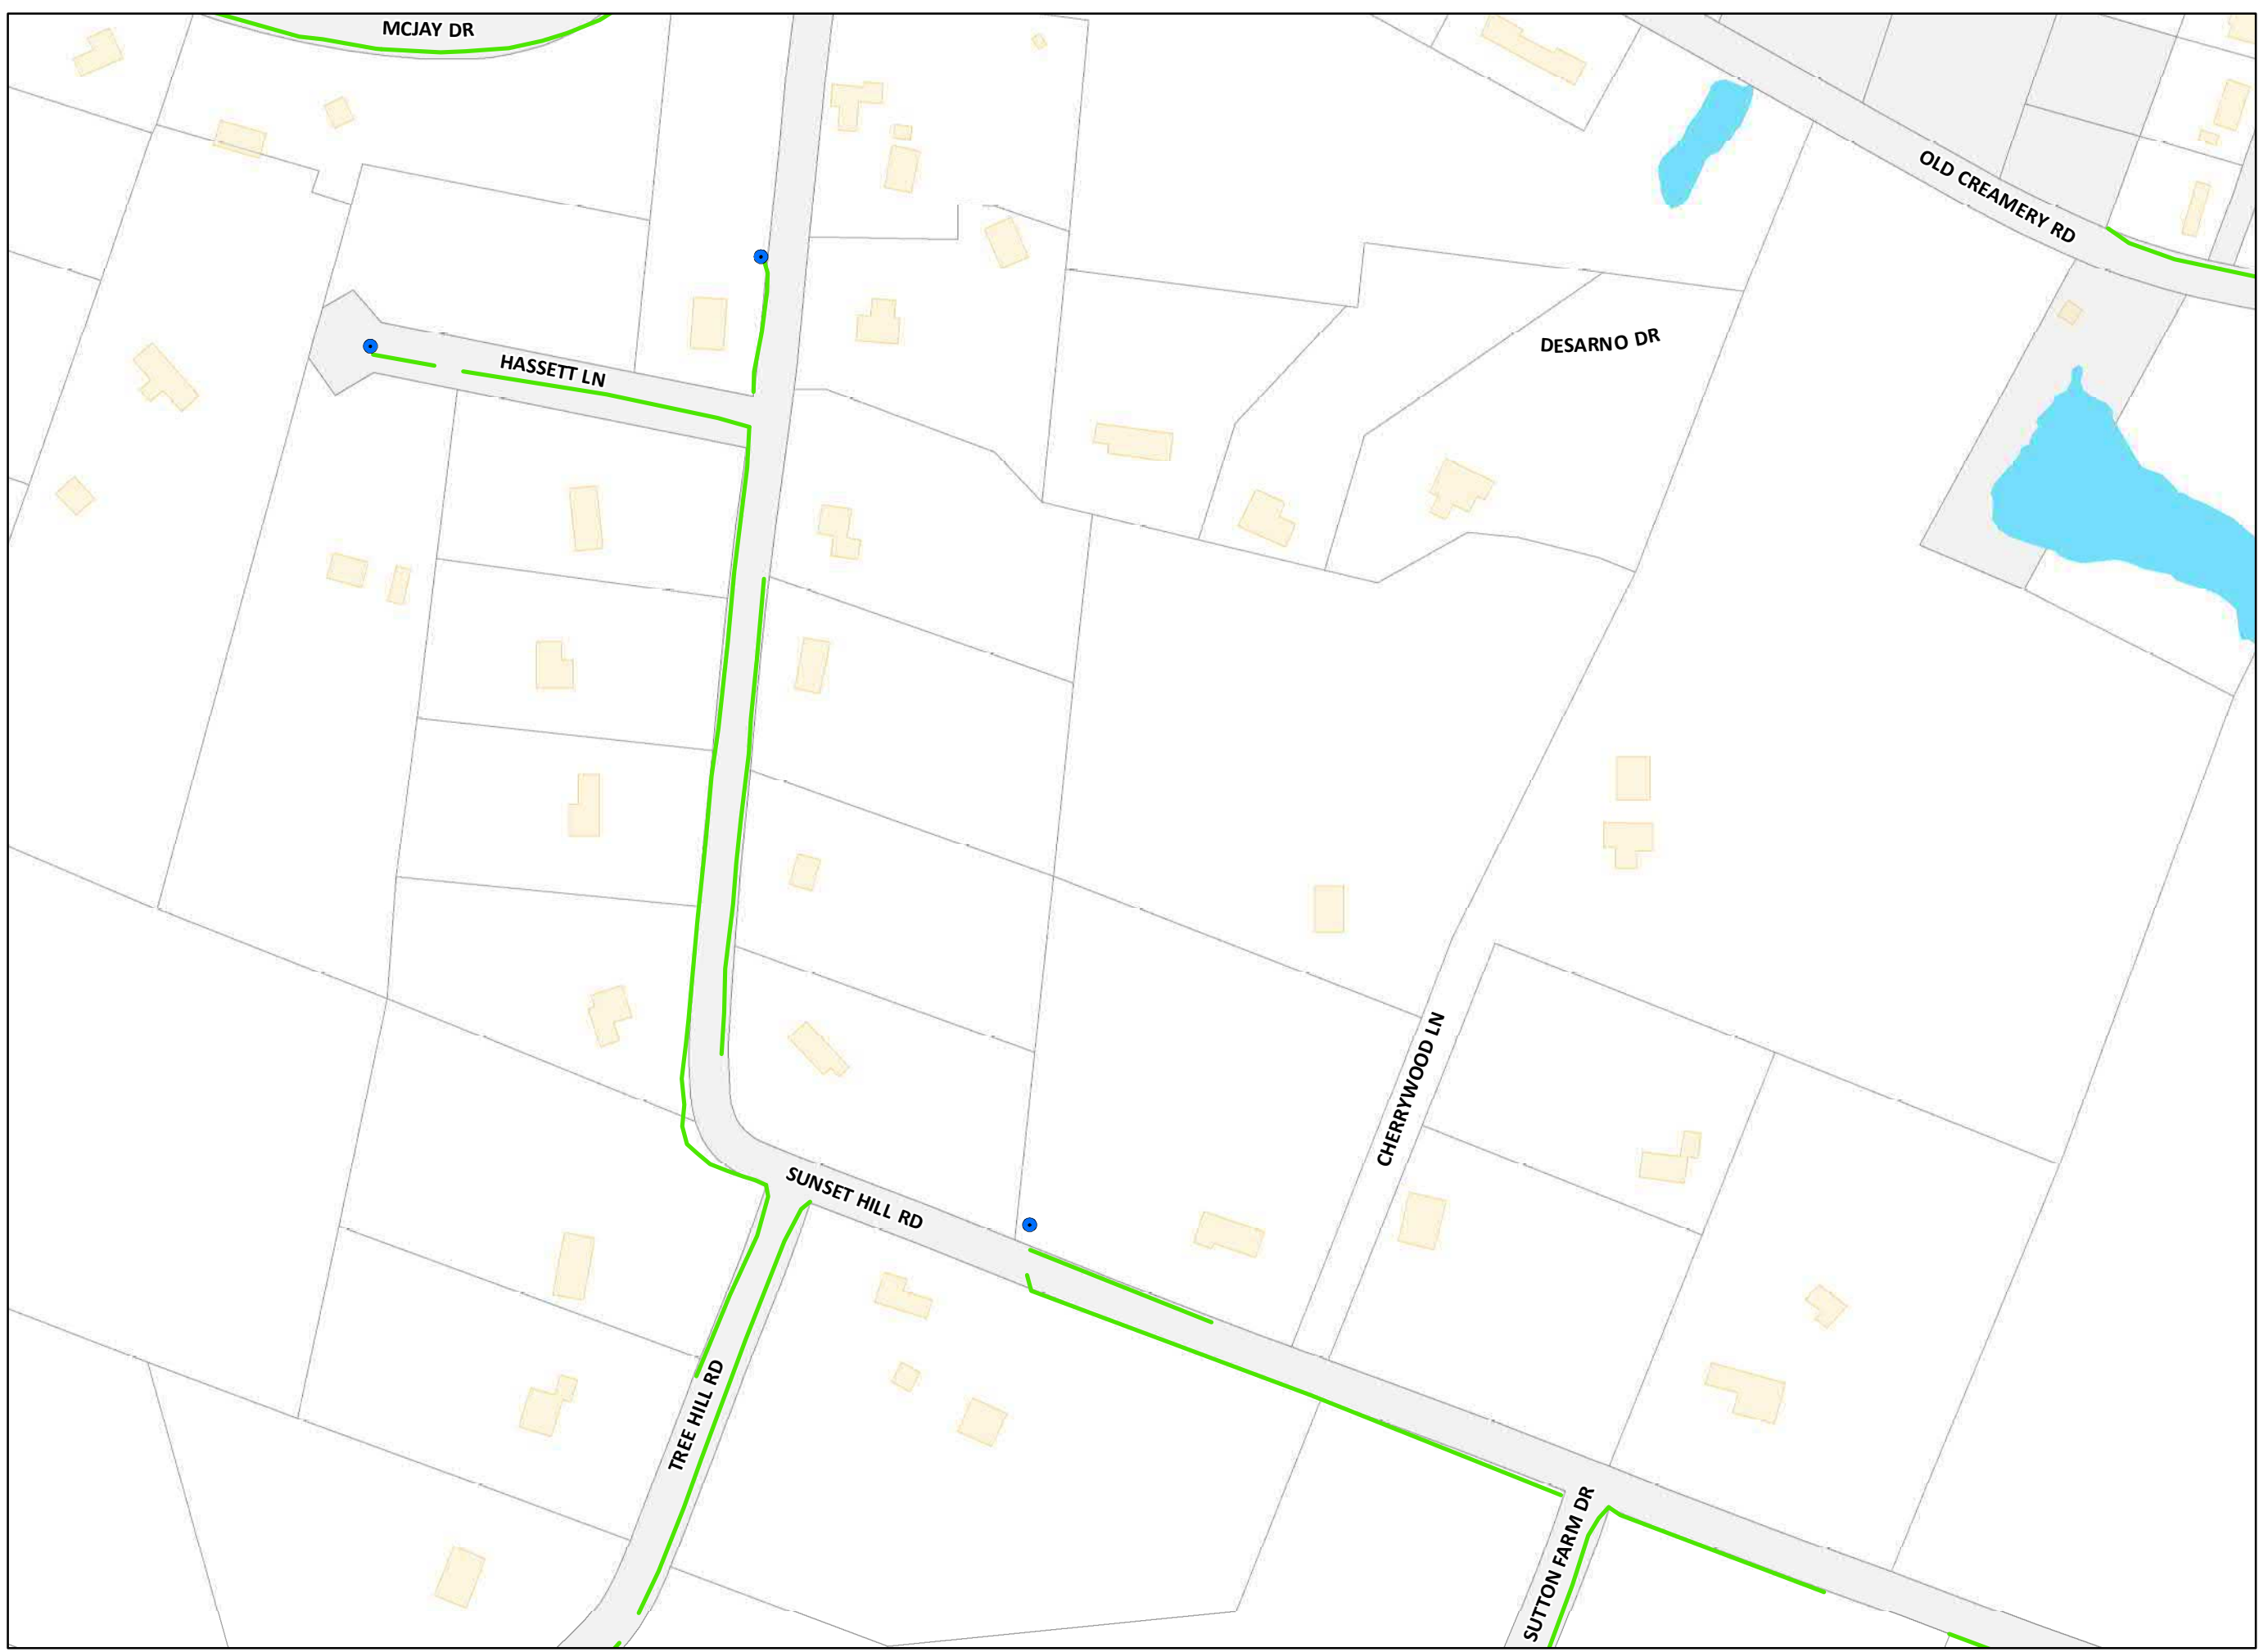 MCJAY DR
OLD CREAMERY RD
DESARNO DR
HASSETT LN
CHERRYWOOD LN
SUNSET HILL RD
TREE HILL RD
SUTTON FARM DR